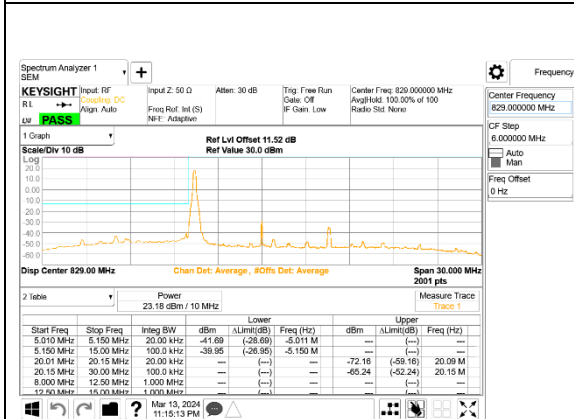 Spectrum Analyzer 1
SEM
Frequency
KEYSIGHT
Input: RF
Input Z: 50 Ω
Atten: 30 dB
Trig: Free Run
Center Freq: 829.000000 MHz
RL
Coupling: DC
Gate: Off
Avg|Hold: 100.00% of 100
Align: Auto
Freq Ref: Int (S)
IF Gain: Low
Radio Std: None
NFE: Adaptive
PASS
Center Frequency
829.000000 MHz
CF Step
6.000000 MHz
Auto
Man
Freq Offset
0 Hz
1 Graph
Ref Lvl Offset 11.52 dB
Scale/Div 10 dB
Ref Value 30.0 dBm
Log
20.0
10.0
0.00
-10.0
-20.0
-30.0
-40.0
-50.0
-60.0
Disp Center 829.00 MHz
Chan Det: Average , #Offs Det: Average
Span 30.000 MHz
2001 pts
2 Table
Power
23.18 dBm / 10 MHz
Measure Trace
Trace 1
Lower Upper
Start Freq Stop Freq Integ BW dBm ΔLimit(dB) Freq (Hz) dBm ΔLimit(dB) Freq (Hz)
5.010 MHz 5.150 MHz 20.00 kHz -41.69 (-28.69) -5.011 M --- (---) ---
5.150 MHz 15.00 MHz 100.0 kHz -39.95 (-26.95) -5.150 M --- (---) ---
20.01 MHz 20.15 MHz 20.00 kHz --- (---) --- -72.16 (-59.16) 20.09 M
20.15 MHz 30.00 MHz 100.0 kHz --- (---) --- -65.24 (-52.24) 20.15 M
8.000 MHz 12.50 MHz 1.000 MHz --- (---) --- --- (---) ---
12.50 MHz 15.00 MHz 1.000 MHz --- (---) --- --- (---) ---
?
Mar 13, 2024
11:15:13 PM